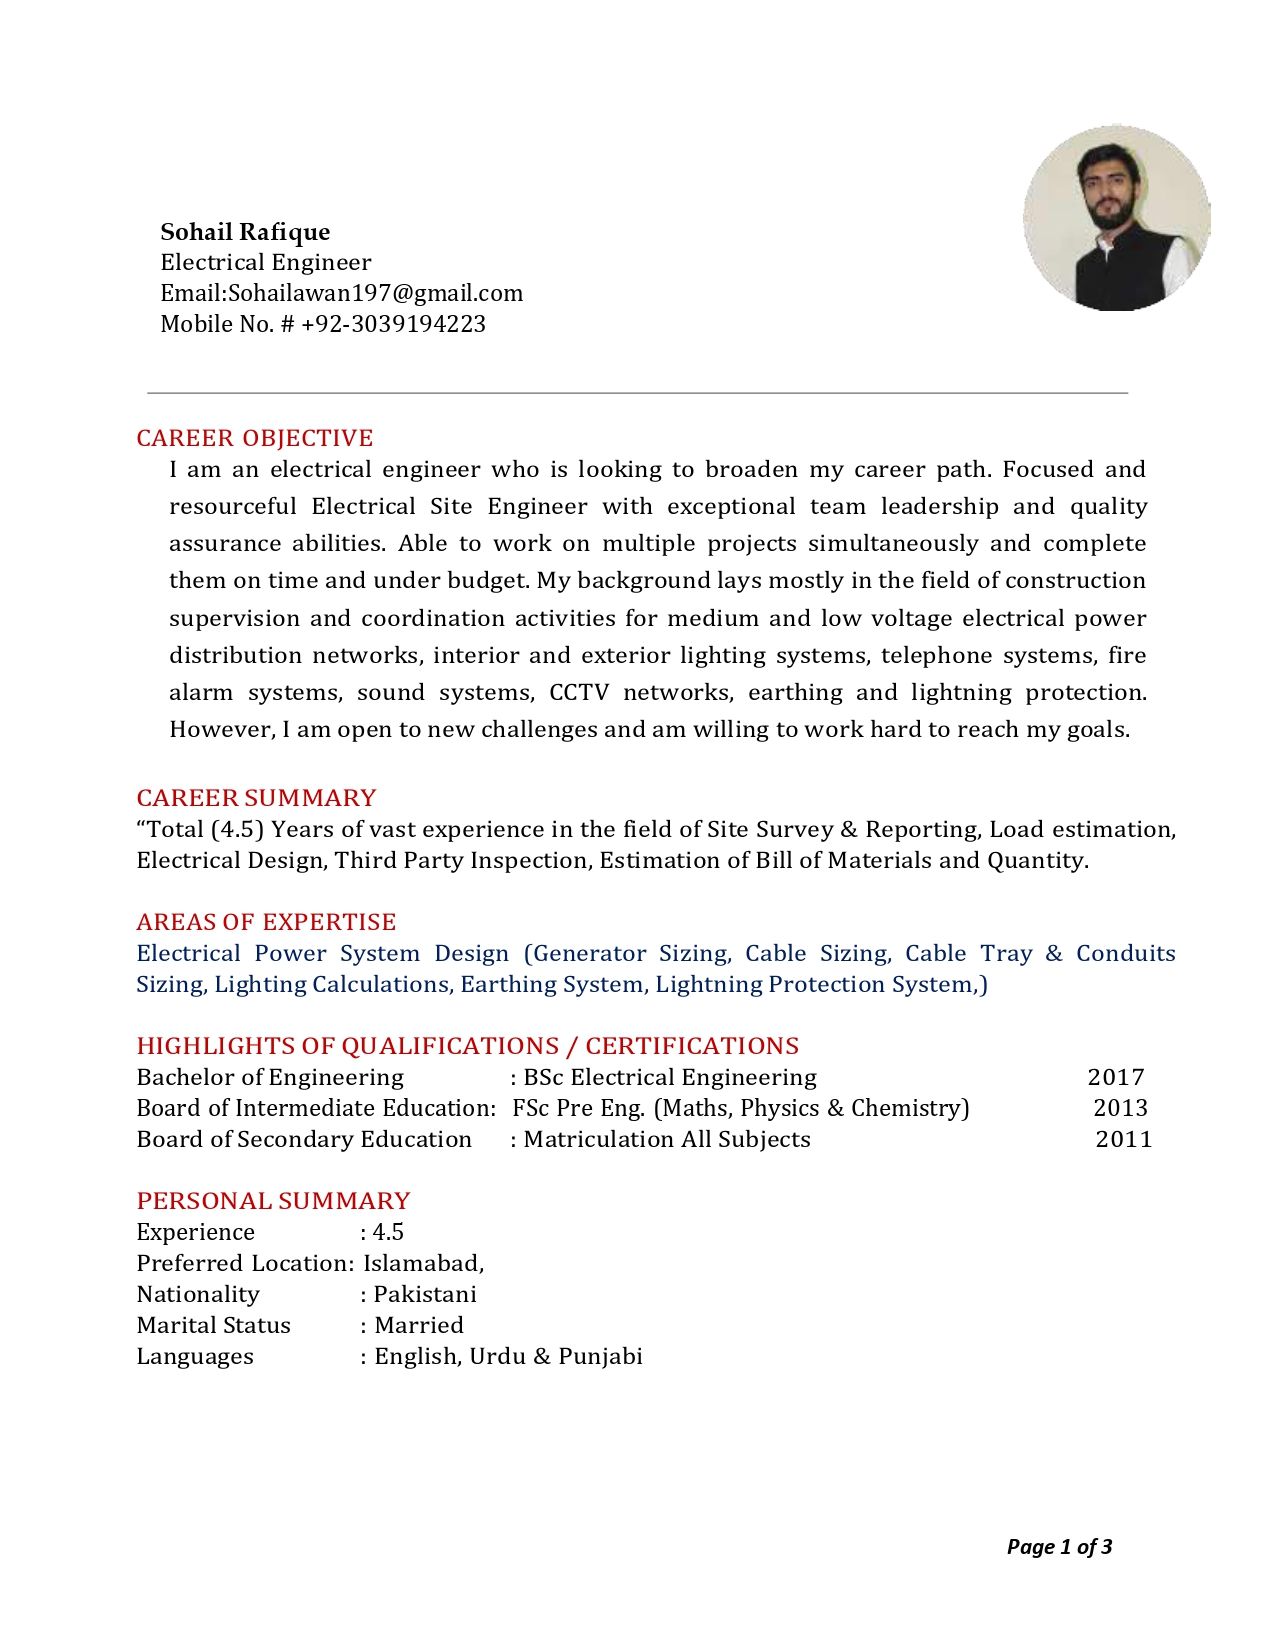 Sohail Rafique
Electrical Engineer
Email:Sohailawan197@gmail.com
Mobile No. # +92-3039194223
CAREER OBJECTIVE
I am an electrical engineer who is looking to broaden my career path. Focused and
resourceful Electrical Site Engineer with exceptional team leadership and quality
assurance abilities. Able to work on multiple projects simultaneously and complete
them on time and under budget. My background lays mostly in the field of construction
supervision and coordination activities for medium and low voltage electrical power
distribution networks, interior and exterior lighting systems, telephone systems, fire
alarm systems, sound systems, CCTV networks, earthing and lightning protection.
However, I am open to new challenges and am willing to work hard to reach my goals.
CAREER SUMMARY
“Total (4.5) Years of vast experience in the field of Site Survey & Reporting, Load estimation,
Electrical Design, Third Party Inspection, Estimation of Bill of Materials and Quantity.
AREAS OF EXPERTISE
Electrical Power System Design (Generator Sizing, Cable Sizing, Cable Tray & Conduits
Sizing, Lighting Calculations, Earthing System, Lightning Protection System,)
HIGHLIGHTS OF QUALIFICATIONS / CERTIFICATIONS
Bachelor of Engineering : BSc Electrical Engineering 2017
Board of Intermediate Education: FSc Pre Eng. (Maths, Physics & Chemistry) 2013
Board of Secondary Education : Matriculation All Subjects 2011
PERSONAL SUMMARY
Experience : 4.5
Preferred Location: Islamabad,
Nationality : Pakistani
Marital Status : Married
Languages : English, Urdu & Punjabi
Page 1 of 3